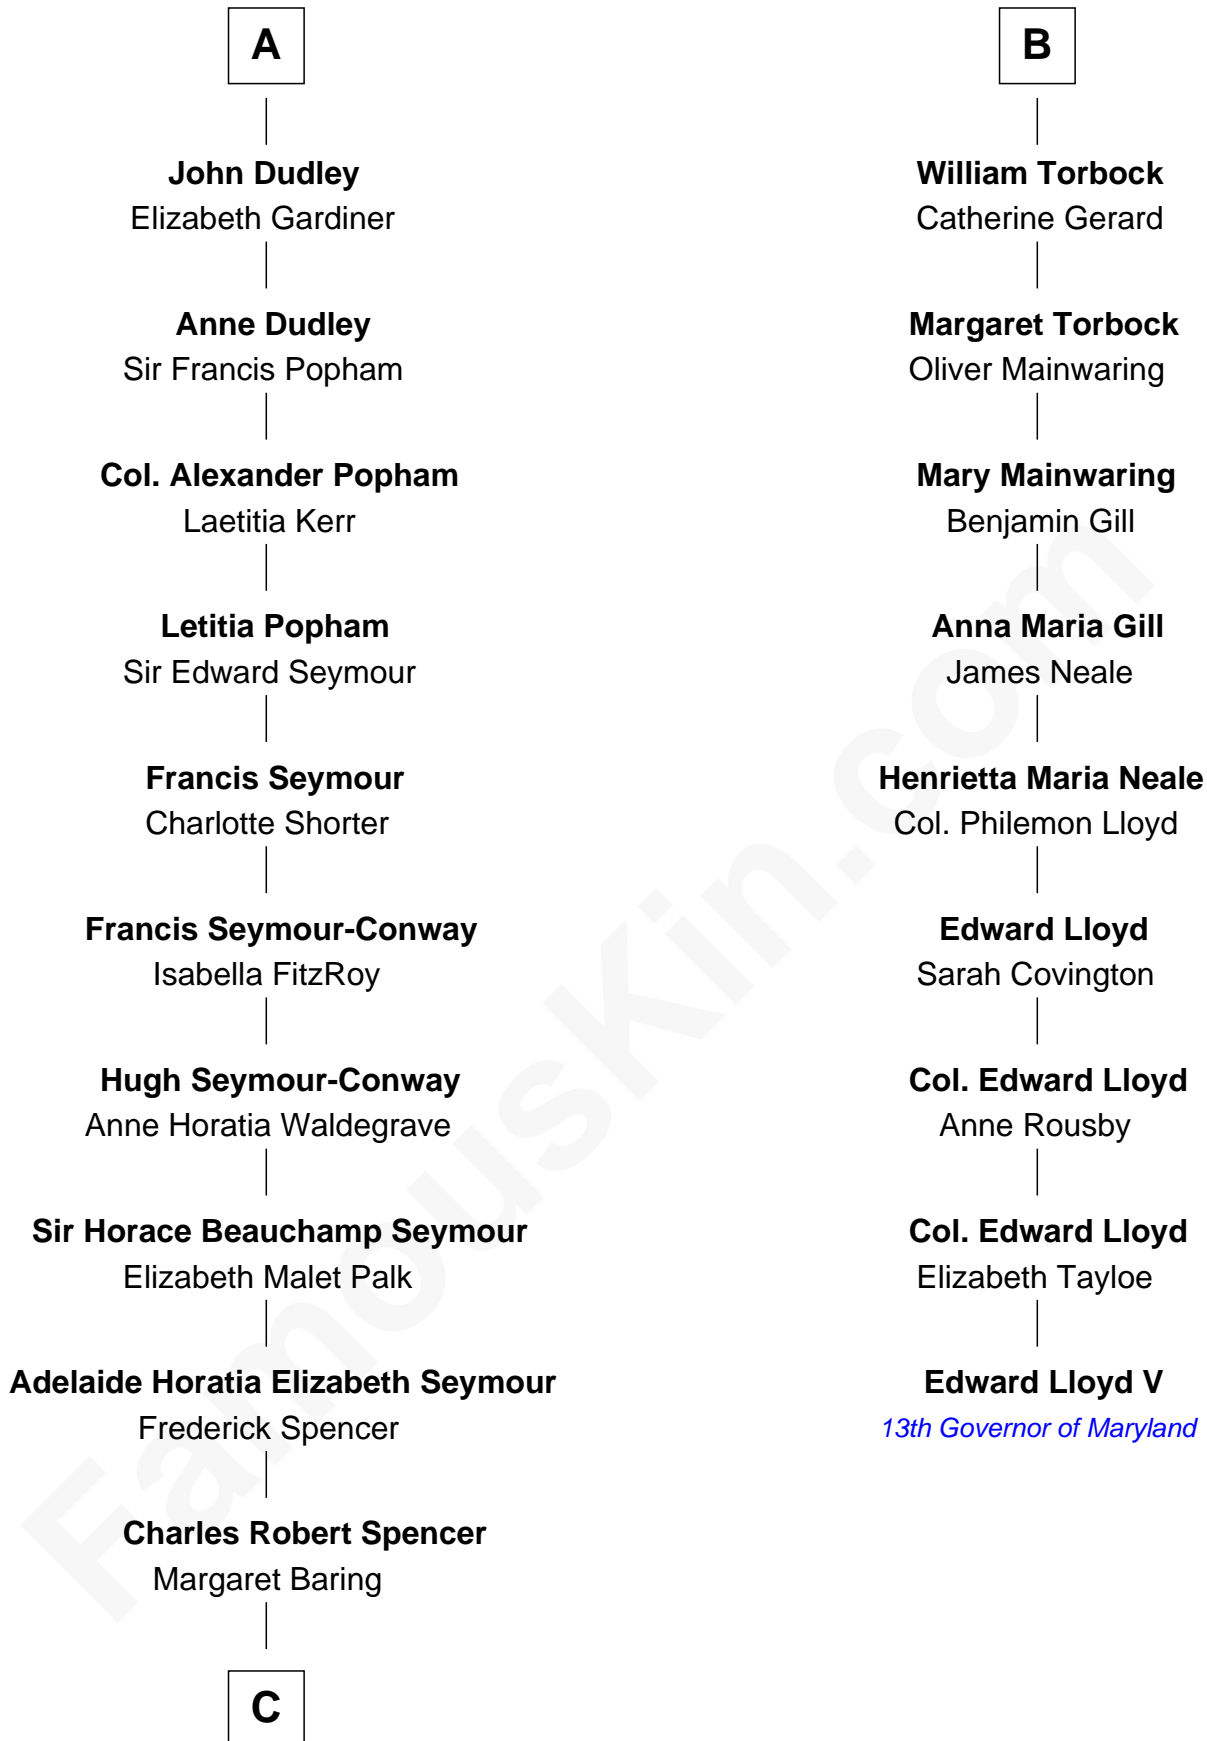 A
John Dudley
Elizabeth Gardiner
Anne Dudley
Sir Francis Popham
Col. Alexander Popham
Laetitia Kerr
Letitia Popham
Sir Edward Seymour
Francis Seymour
Charlotte Shorter
Francis Seymour-Conway
Isabella FitzRoy
Hugh Seymour-Conway
Anne Horatia Waldegrave
Sir Horace Beauchamp Seymour
Elizabeth Malet Palk
Adelaide Horatia Elizabeth Seymour
Frederick Spencer
Charles Robert Spencer
Margaret Baring
C
B
William Torbock
Catherine Gerard
Margaret Torbock
Oliver Mainwaring
Mary Mainwaring
Benjamin Gill
Anna Maria Gill
James Neale
Henrietta Maria Neale
Col. Philemon Lloyd
Edward Lloyd
Sarah Covington
Col. Edward Lloyd
Anne Rousby
Col. Edward Lloyd
Elizabeth Tayloe
Edward Lloyd V
13th Governor of Maryland
FamousKin.com